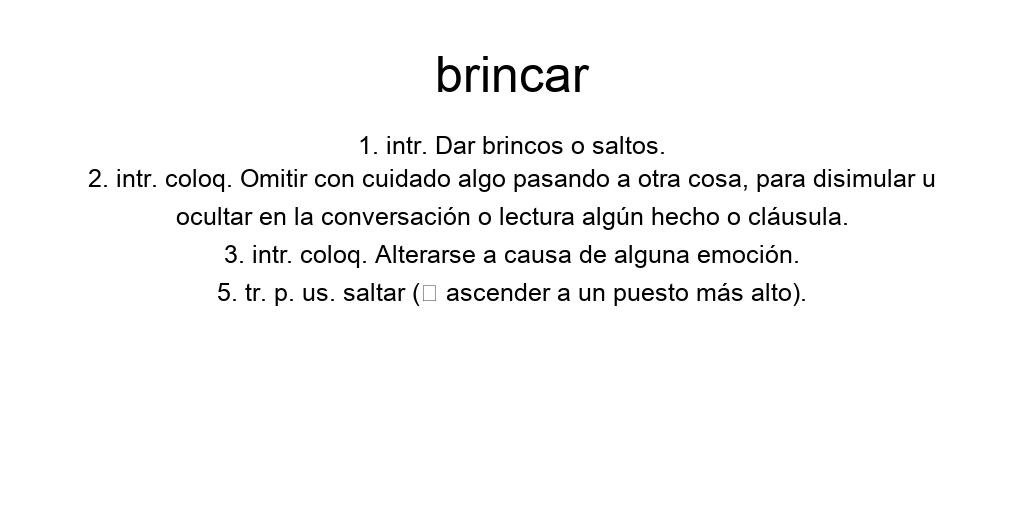 brincar
1. intr. Dar brincos o saltos.
2. intr. coloq. Omitir con cuidado algo pasando a otra cosa, para disimular u
ocultar en la conversación o lectura algún hecho o cláusula.
3. intr. coloq. Alterarse a causa de alguna emoción.
5. tr. p. us. saltar (□ ascender a un puesto más alto).